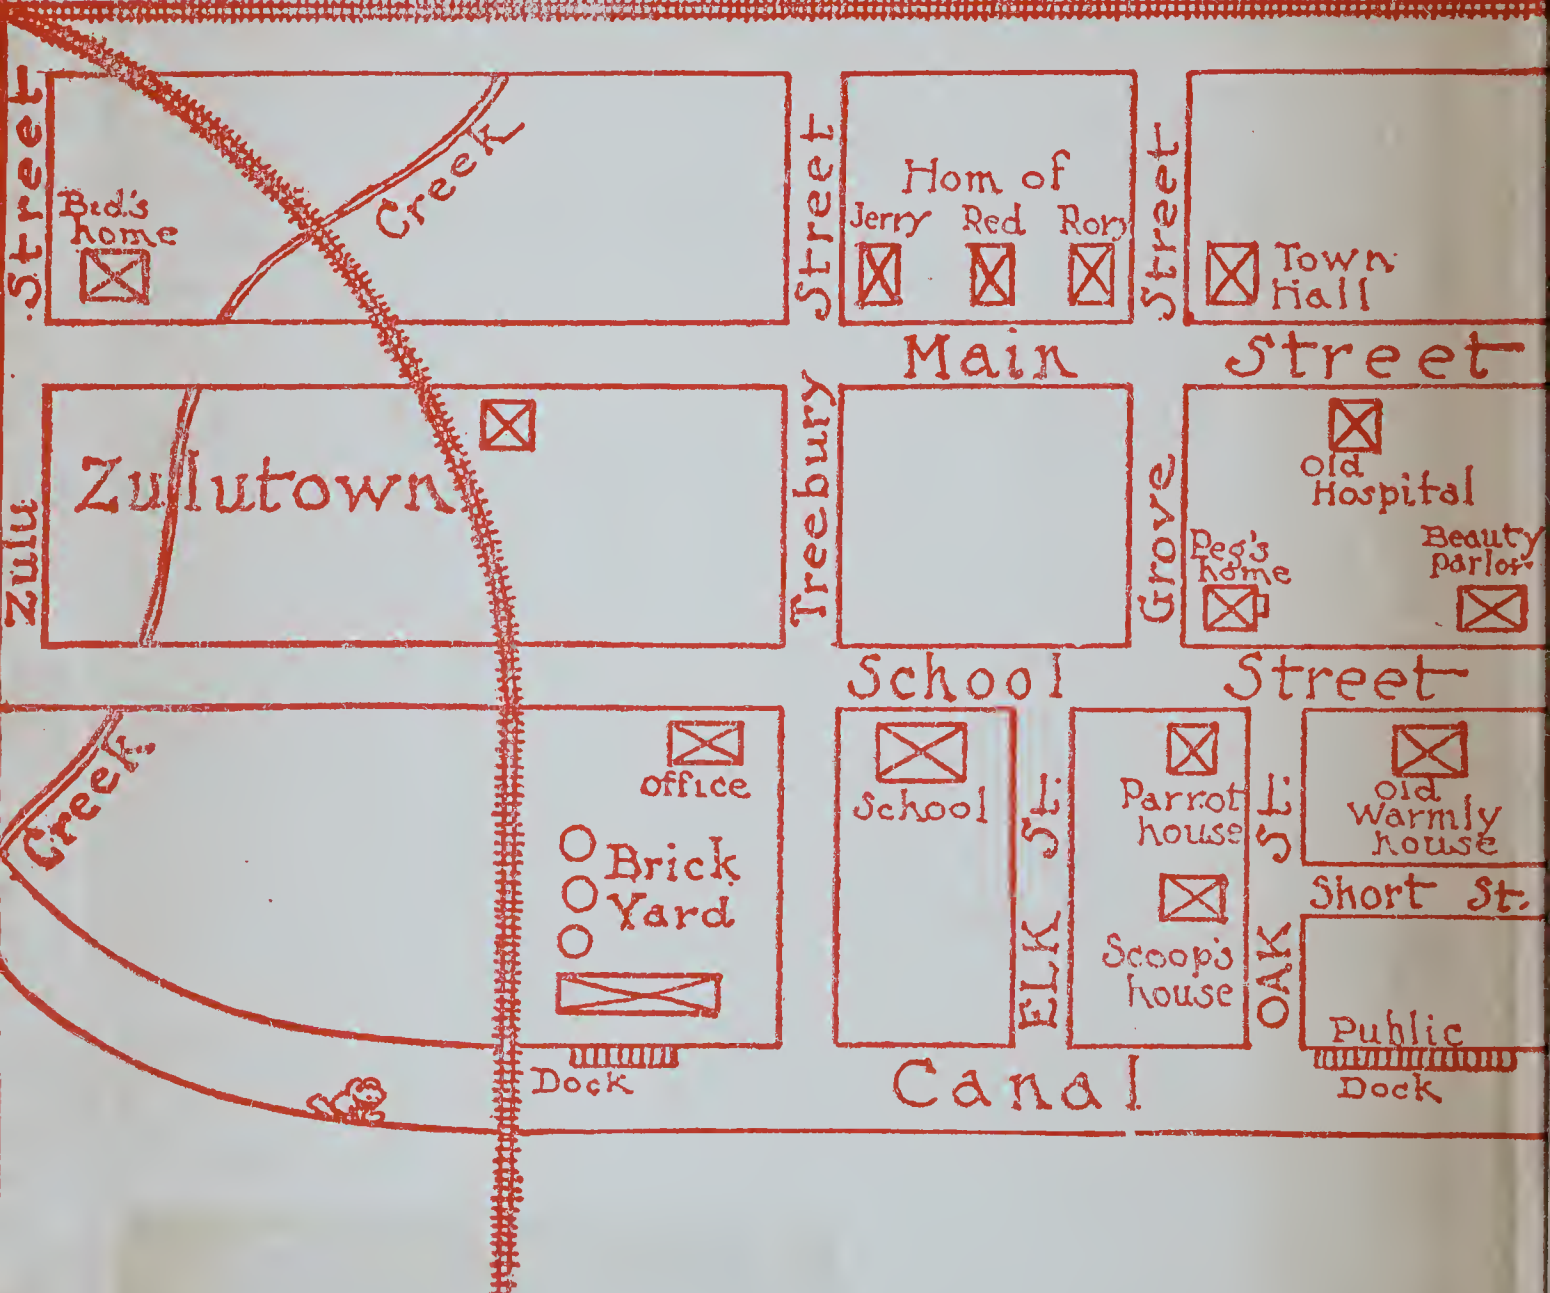 Street
Bid's
home
Creek
Street
Hom of
Jerry Red Rory
Street
Town
Hall
Main Street
Zulu
Zulutown
Treebury
Grove
Old
Hospital
Peg's
home
Beauty
parlor
School Street
Creek
office
Brick
Yard
Dock
School
ELK ST.
Parrot
house
Scoop's
house
OAK ST.
Old
Warmly
house
Short St.
Public
Dock
Canal